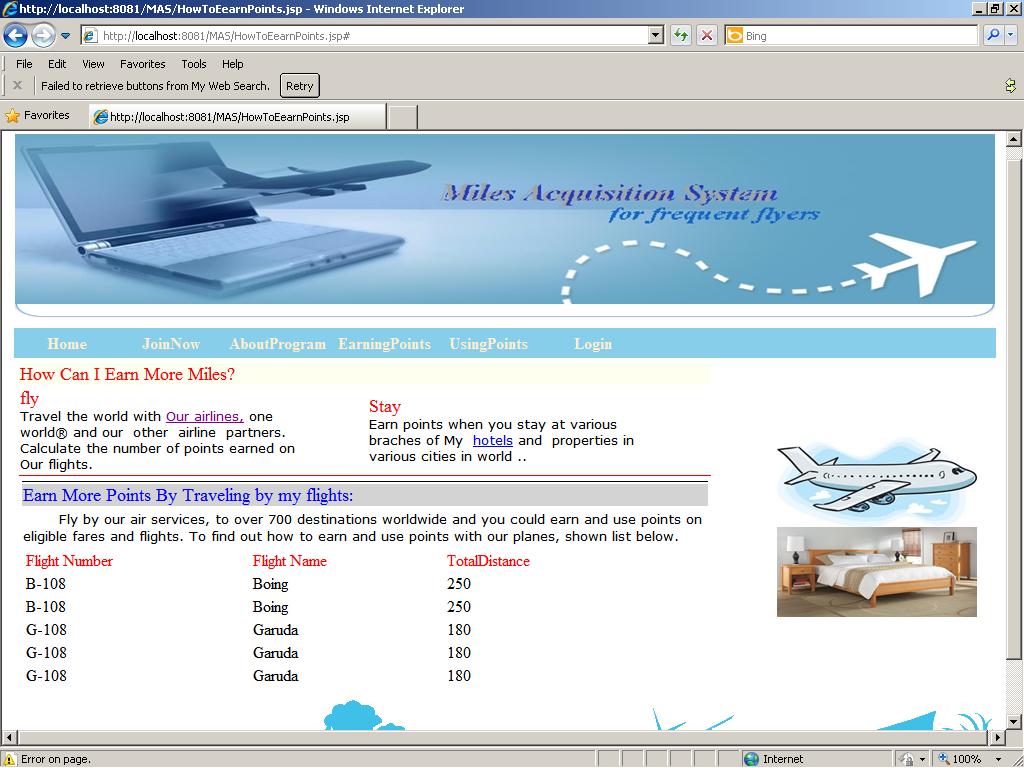 http://localhost:8081/MAS/HowToEearnPoints.jsp - Windows Internet Explorer
http://localhost:8081/MAS/HowToEearnPoints.jsp#
Bing
File Edit View Favorites Tools Help
Failed to retrieve buttons from My Web Search. Retry
Favorites http://localhost:8081/MAS/HowToEearnPoints.jsp
Miles Acquisition System
for frequent flyers
Home JoinNow AboutProgram EarningPoints UsingPoints Login
How Can I Earn More Miles?
fly
Travel the world with Our airlines, one
world® and our other airline partners.
Calculate the number of points earned on
Our flights.
Stay
Earn points when you stay at various
braches of My hotels and properties in
various cities in world ..
Earn More Points By Traveling by my flights:
Fly by our air services, to over 700 destinations worldwide and you could earn and use points on
eligible fares and flights. To find out how to earn and use points with our planes, shown list below.
Flight Number Flight Name TotalDistance
B-108 Boing 250
B-108 Boing 250
G-108 Garuda 180
G-108 Garuda 180
G-108 Garuda 180
Error on page. Internet 100%